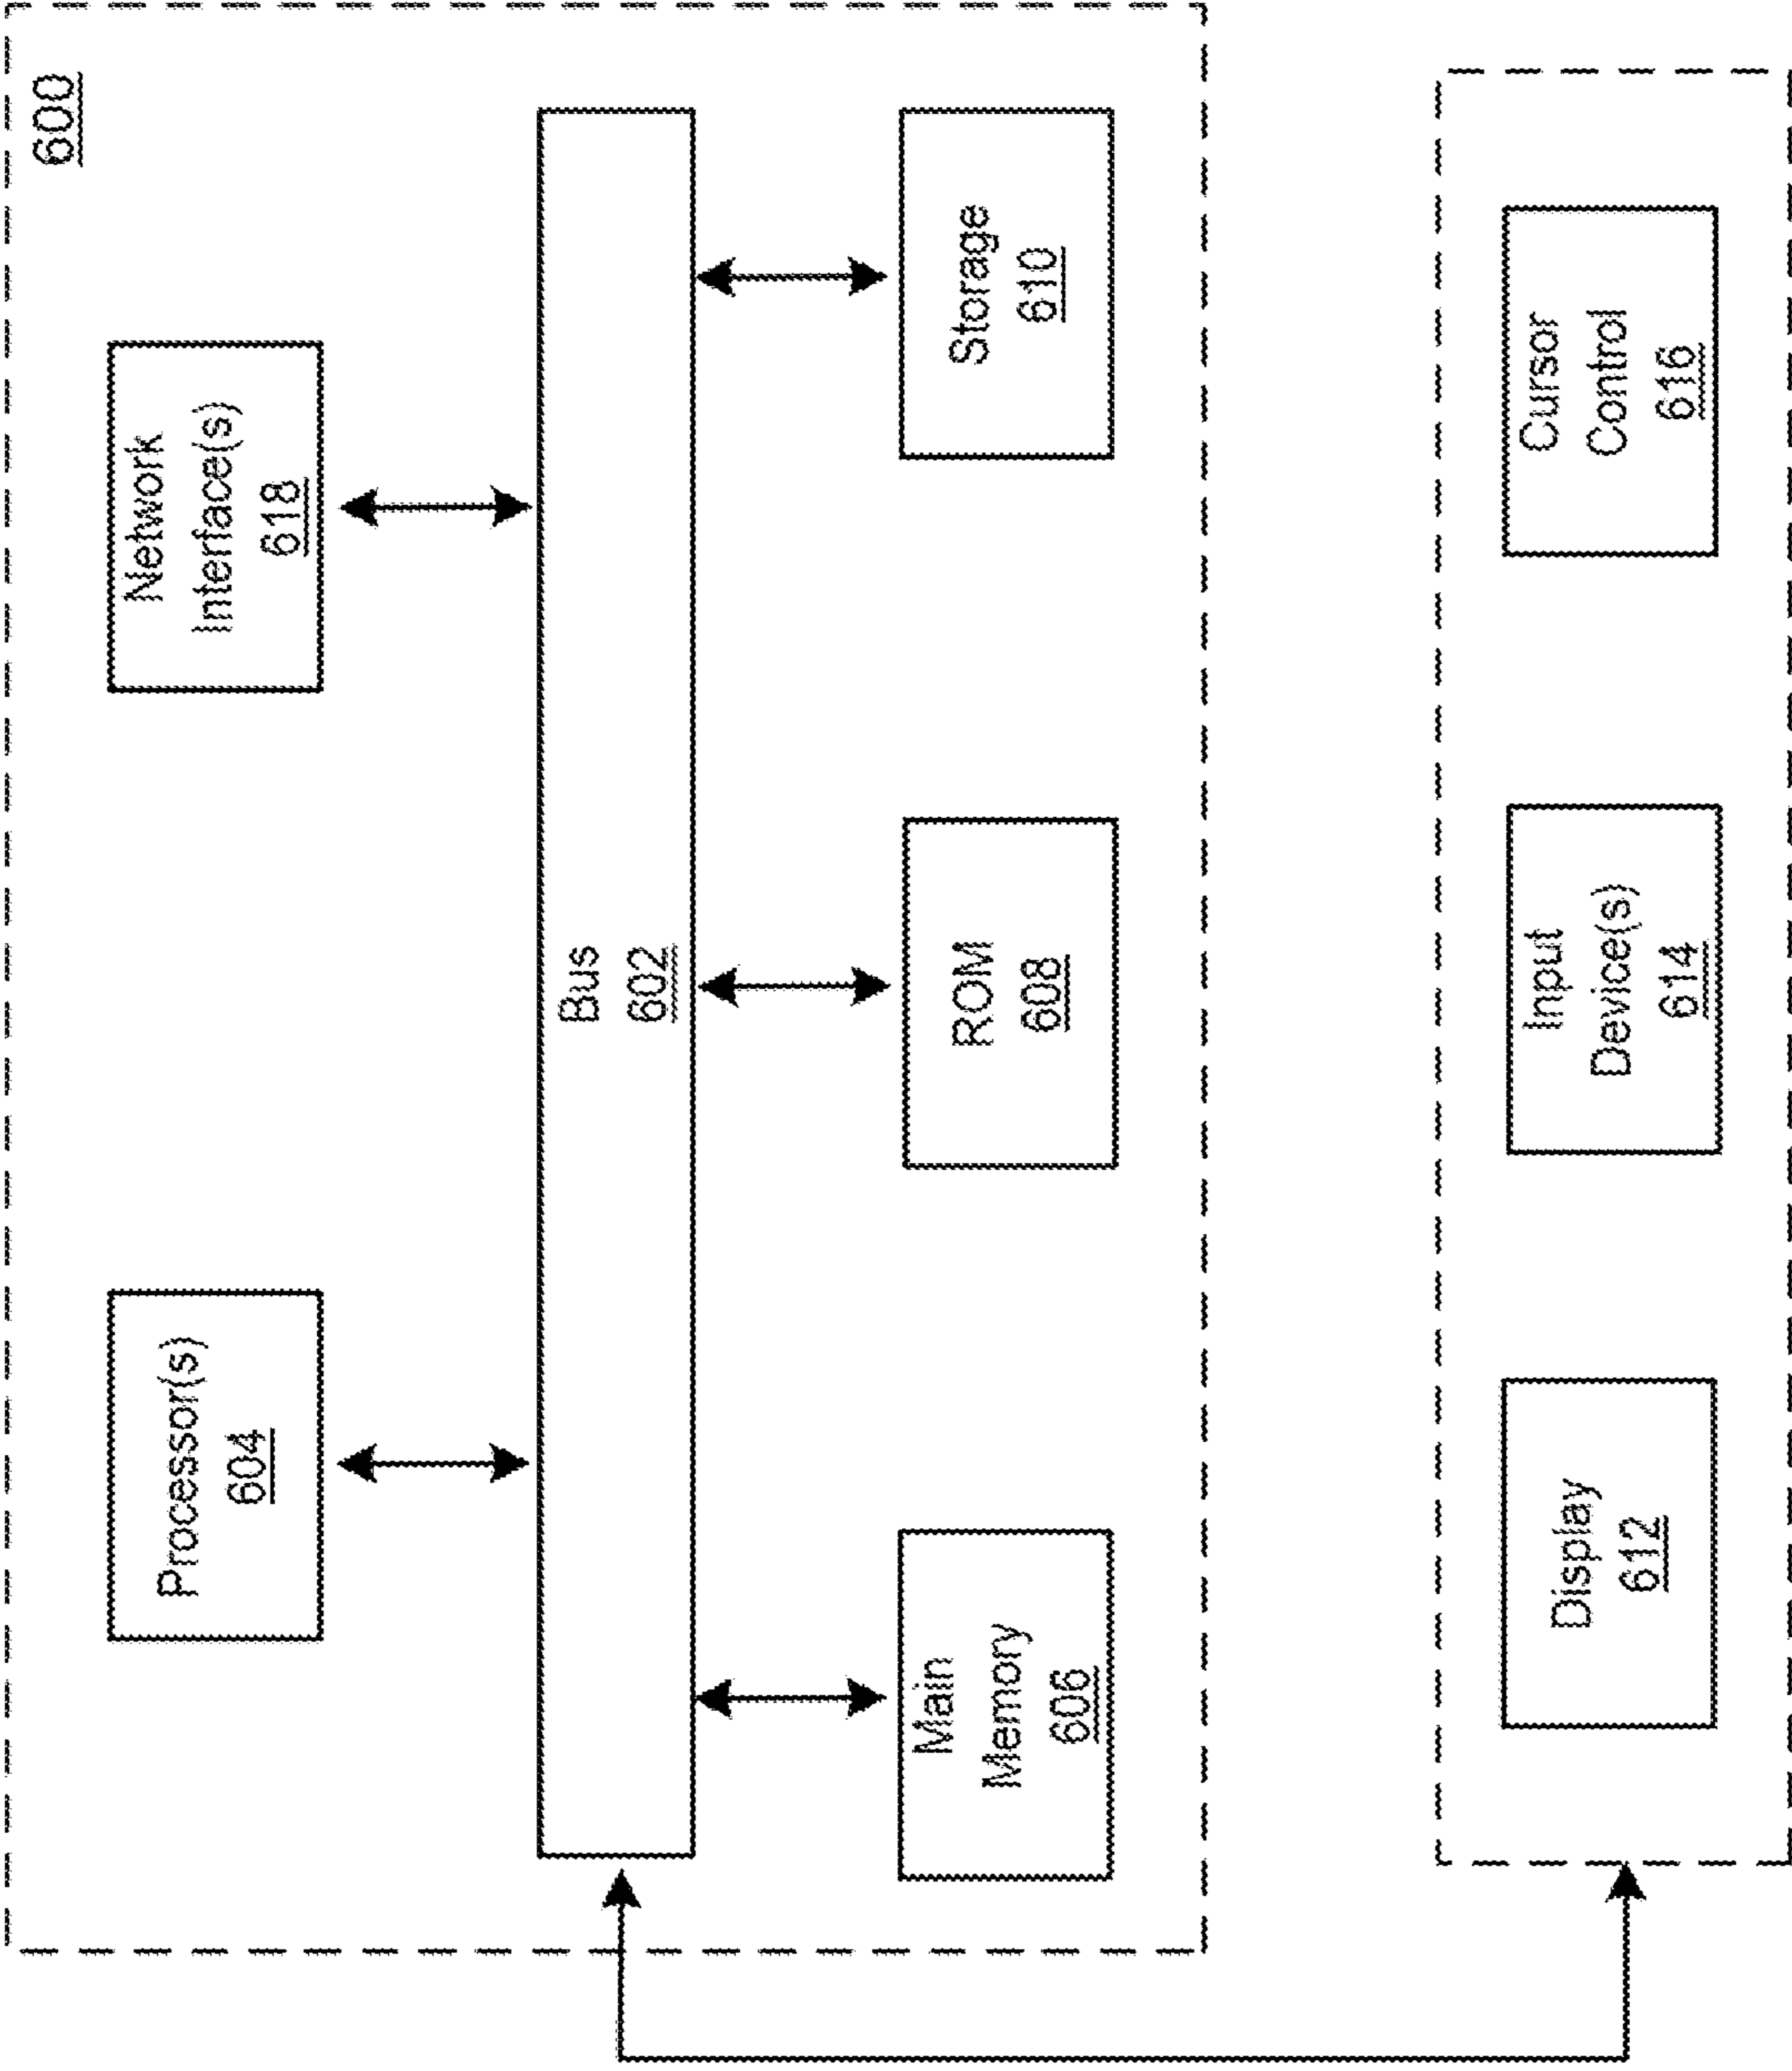 600
Processor(s)
604
Network
Interface(s)
618
Bus
602
Main
Memory
606
ROM
608
Storage
610
Display
612
Input
Device(s)
614
Cursor
Control
616